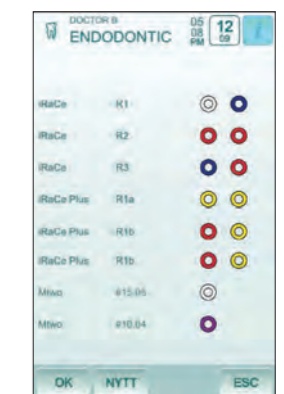 DOCTOR B
ENDODONTIC
05
08
PM
12
09
i
iRaCe R1
iRaCe R2
iRaCe R3
iRaCe Plus R1a
iRaCe Plus R1b
iRaCe Plus R1b
Mtwo #15.05
Mtwo #10.04
OK NYTT ESC